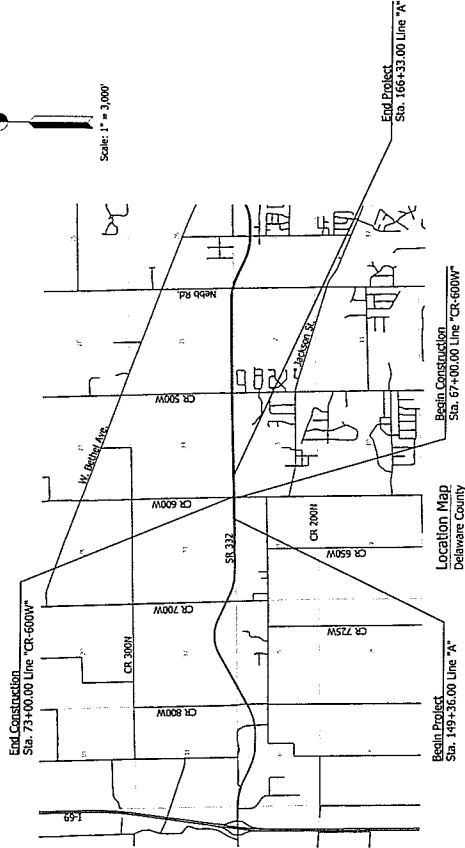 Scale: 1" = 3,000'
End Project
Sta. 166+33.00 Line "A"
End Construction
Sta. 73+00.00 Line "CR-600W"
W. Bethel Ave.
Nebb Rd.
CR 500W
CR 600W
CR 300N
CR 700W
CR 800W
SR 332
Jackson St.
CR 200N
CR 650W
CR 725W
I-69
Begin Construction
Sta. 67+00.00 Line "CR-600W"
Location Map
Delaware County
Begin Project
Sta. 149+36.00 Line "A"